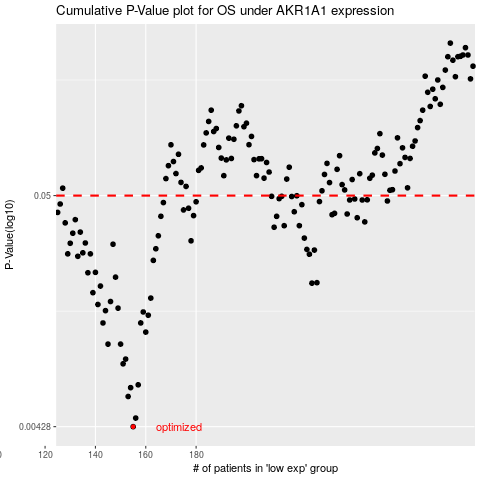 Cumulative P-Value plot for OS under AKR1A1 expression
P-Value(log10)
0.05
0.00428
optimized
0 120 140 160 180
# of patients in 'low exp' group